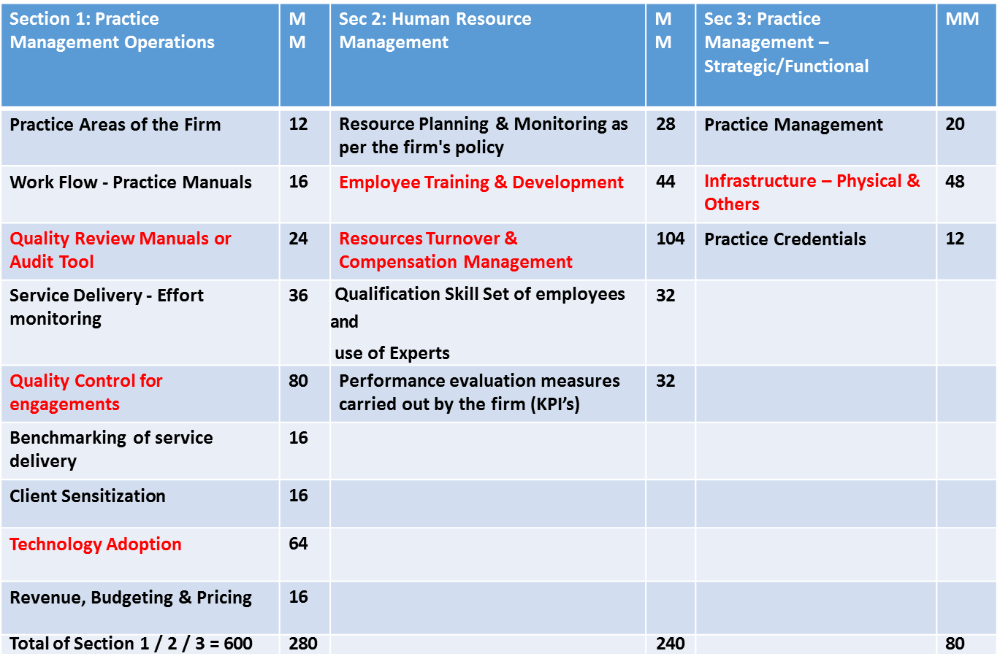 Section 1: Practice
Management Operations
M
M
Sec 2: Human Resource
Management
M
M
Sec 3: Practice
Management –
Strategic/Functional
MM
Practice Areas of the Firm
12
Resource Planning & Monitoring as
per the firm's policy
28
Practice Management
20
Work Flow - Practice Manuals
16
Employee Training & Development
44
Infrastructure – Physical &
Others
48
Quality Review Manuals or
Audit Tool
24
Resources Turnover &
Compensation Management
104
Practice Credentials
12
Service Delivery - Effort
monitoring
36
Qualification Skill Set of employees
and
use of Experts
32
Quality Control for
engagements
80
Performance evaluation measures
carried out by the firm (KPI’s)
32
Benchmarking of service
delivery
16
Client Sensitization
16
Technology Adoption
64
Revenue, Budgeting & Pricing
16
Total of Section 1 / 2 / 3 = 600
280
240
80